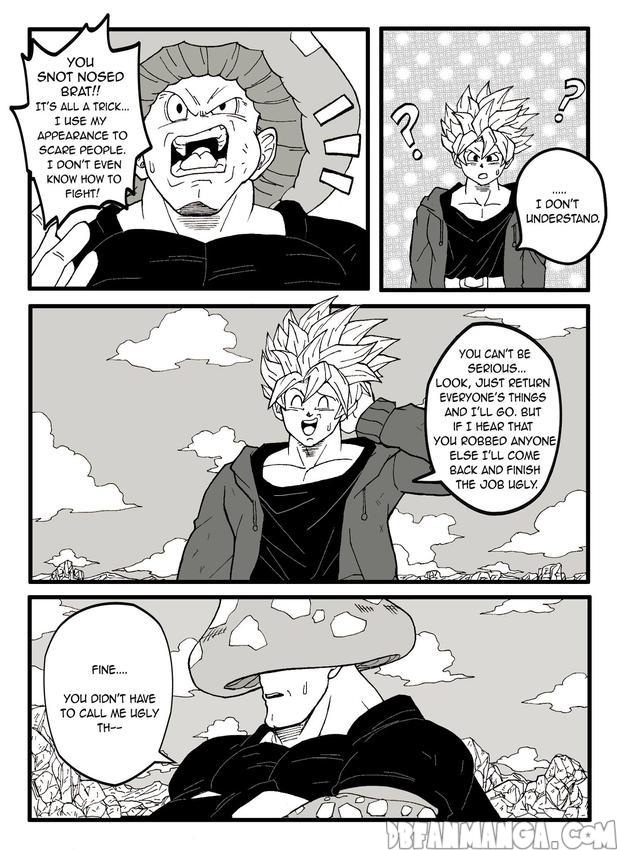 YOU
SNOT NOSED
BRAT!!
IT'S ALL A TRICK...
I USE MY
APPEARANCE TO
SCARE PEOPLE.
I DON'T EVEN
KNOW HOW TO
FIGHT!
?
?
.....
I DON'T
UNDERSTAND.
YOU CAN'T BE
SERIOUS...
LOOK, JUST RETURN
EVERYONE'S THINGS
AND I'LL GO. BUT
IF I HEAR THAT
YOU ROBBED ANYONE
ELSE I'LL COME
BACK AND FINISH
THE JOB UGLY.
FINE....
YOU DIDN'T HAVE
TO CALL ME UGLY
TH--
DBFANMANGA.COM